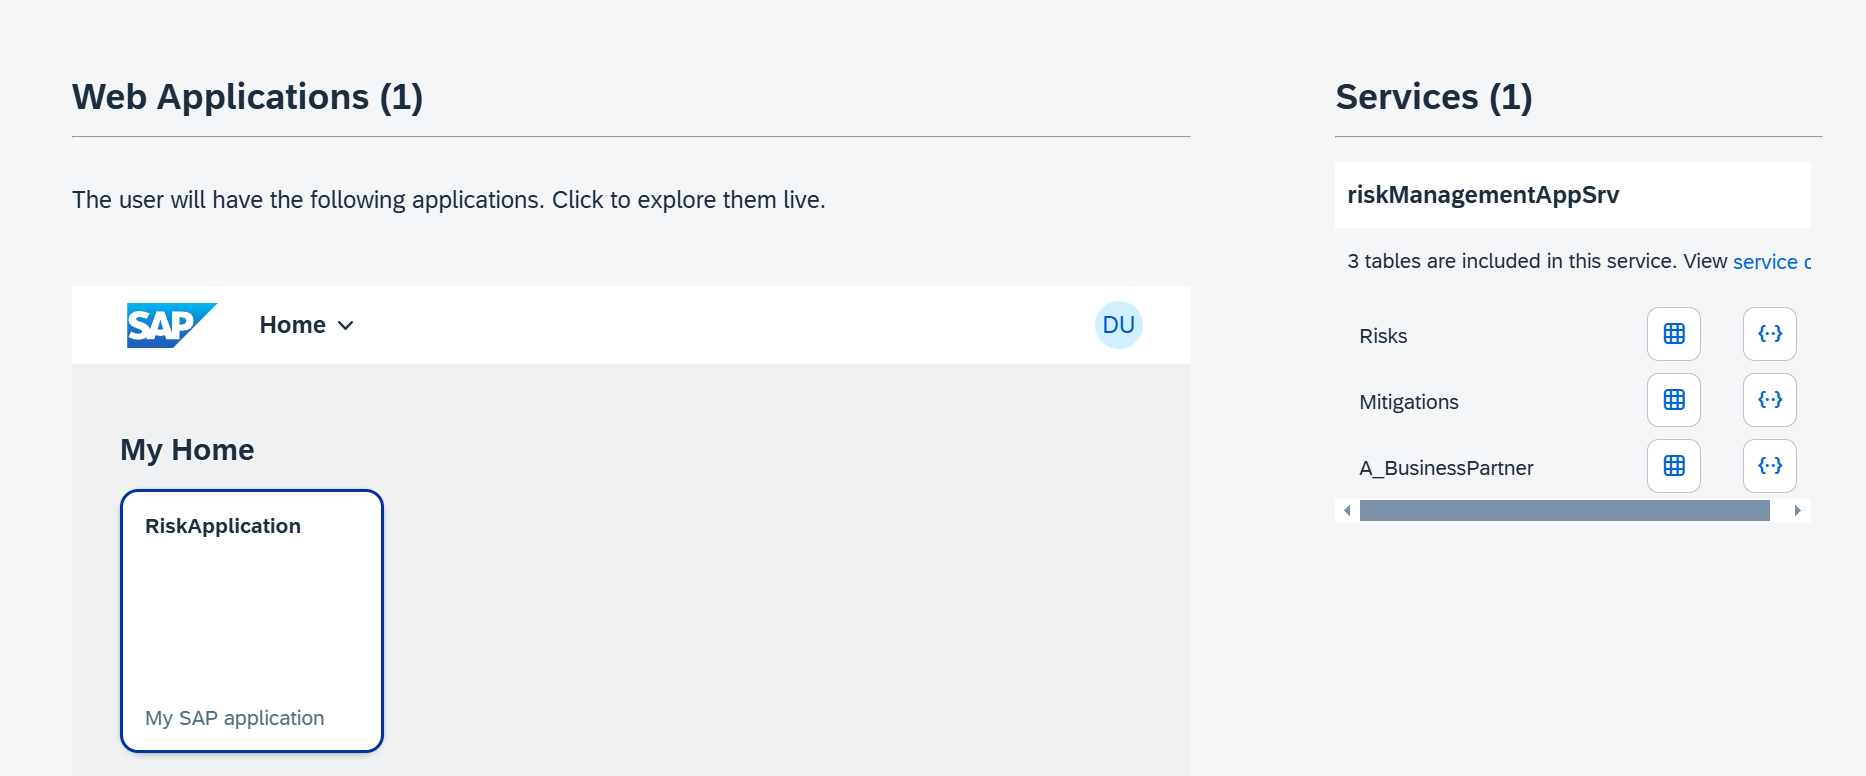 Web Applications (1)
The user will have the following applications. Click to explore them live.
SAP
Home
DU
My Home
RiskApplication
My SAP application
Services (1)
riskManagementAppSrv
3 tables are included in this service. View service
Risks
{··}
Mitigations
{··}
A_BusinessPartner
{··}